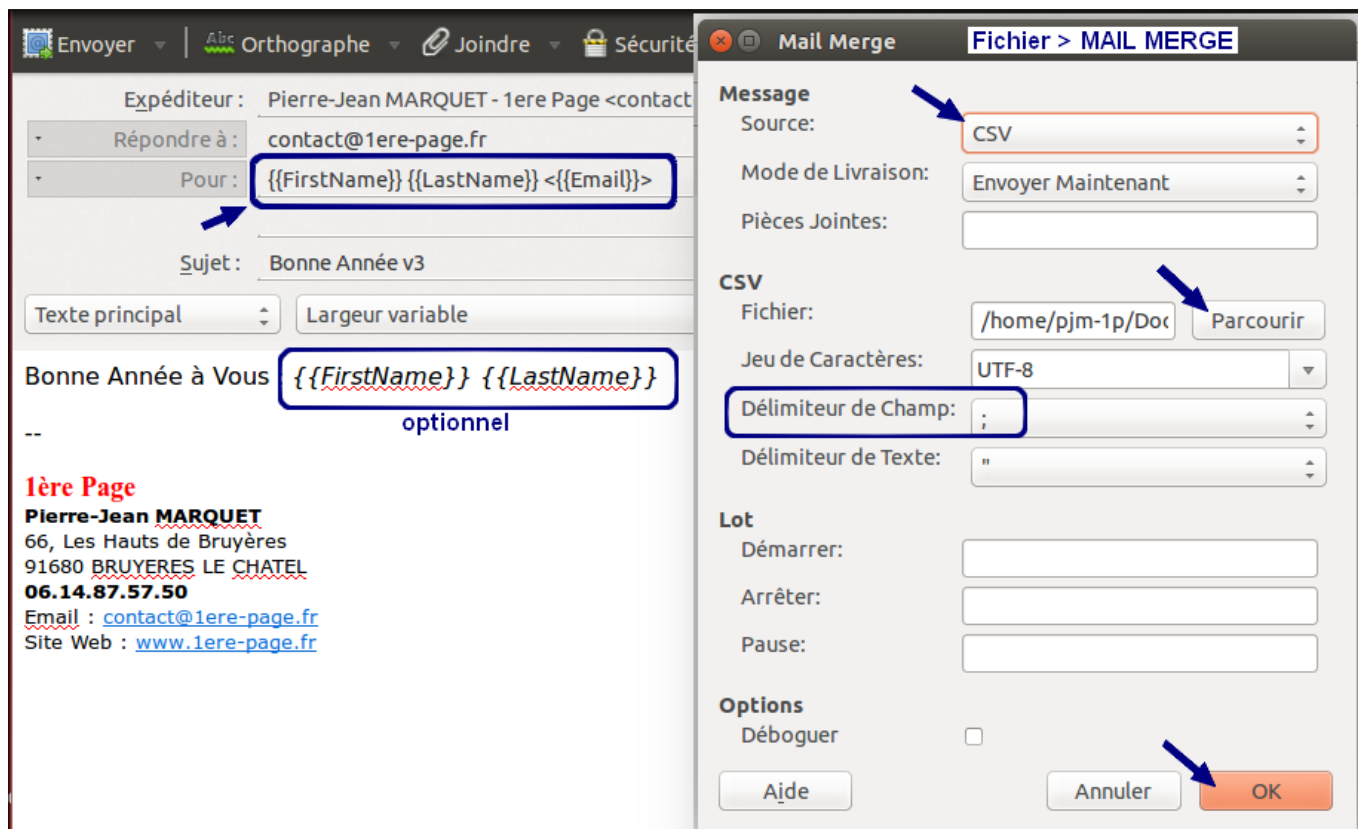 Envoyer
Abc Orthographe
Joindre
Sécurité
Expéditeur : Pierre-Jean MARQUET - 1ere Page <contact
Répondre à : contact@1ere-page.fr
Pour : {{FirstName}} {{LastName}} <{{Email}}>
Sujet : Bonne Année v3
Texte principal
Largeur variable
Bonne Année à Vous {{FirstName}} {{LastName}}
optionnel
--
1ère Page
Pierre-Jean MARQUET
66, Les Hauts de Bruyères
91680 BRUYERES LE CHATEL
06.14.87.57.50
Email : contact@1ere-page.fr
Site Web : www.1ere-page.fr
Mail Merge
Fichier > MAIL MERGE
Message
Source: CSV
Mode de Livraison: Envoyer Maintenant
Pièces Jointes:
CSV
Fichier: /home/pjm-1p/Doc Parcourir
Jeu de Caractères: UTF-8
Délimiteur de Champ: ;
Délimiteur de Texte: "
Lot
Démarrer:
Arrêter:
Pause:
Options
Déboguer
Aide
Annuler
OK